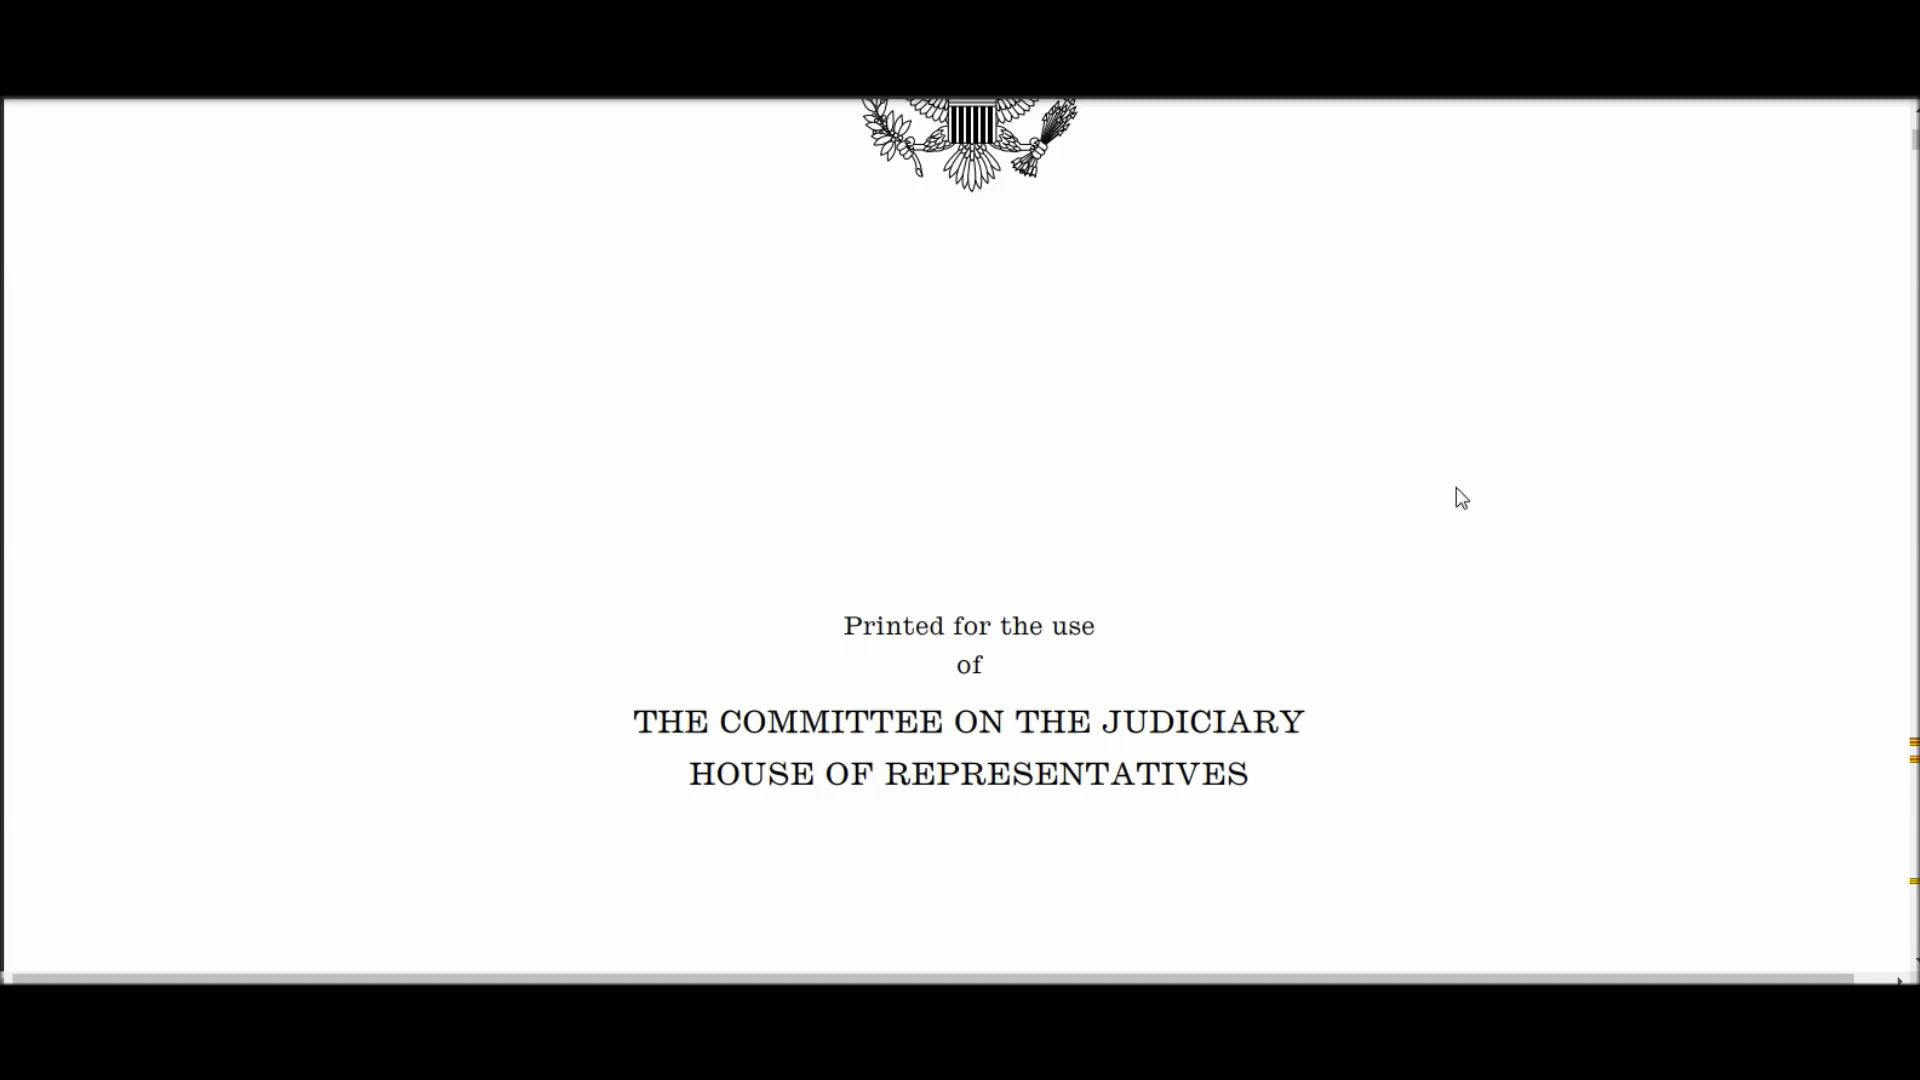 Printed for the use
of
THE COMMITTEE ON THE JUDICIARY
HOUSE OF REPRESENTATIVES